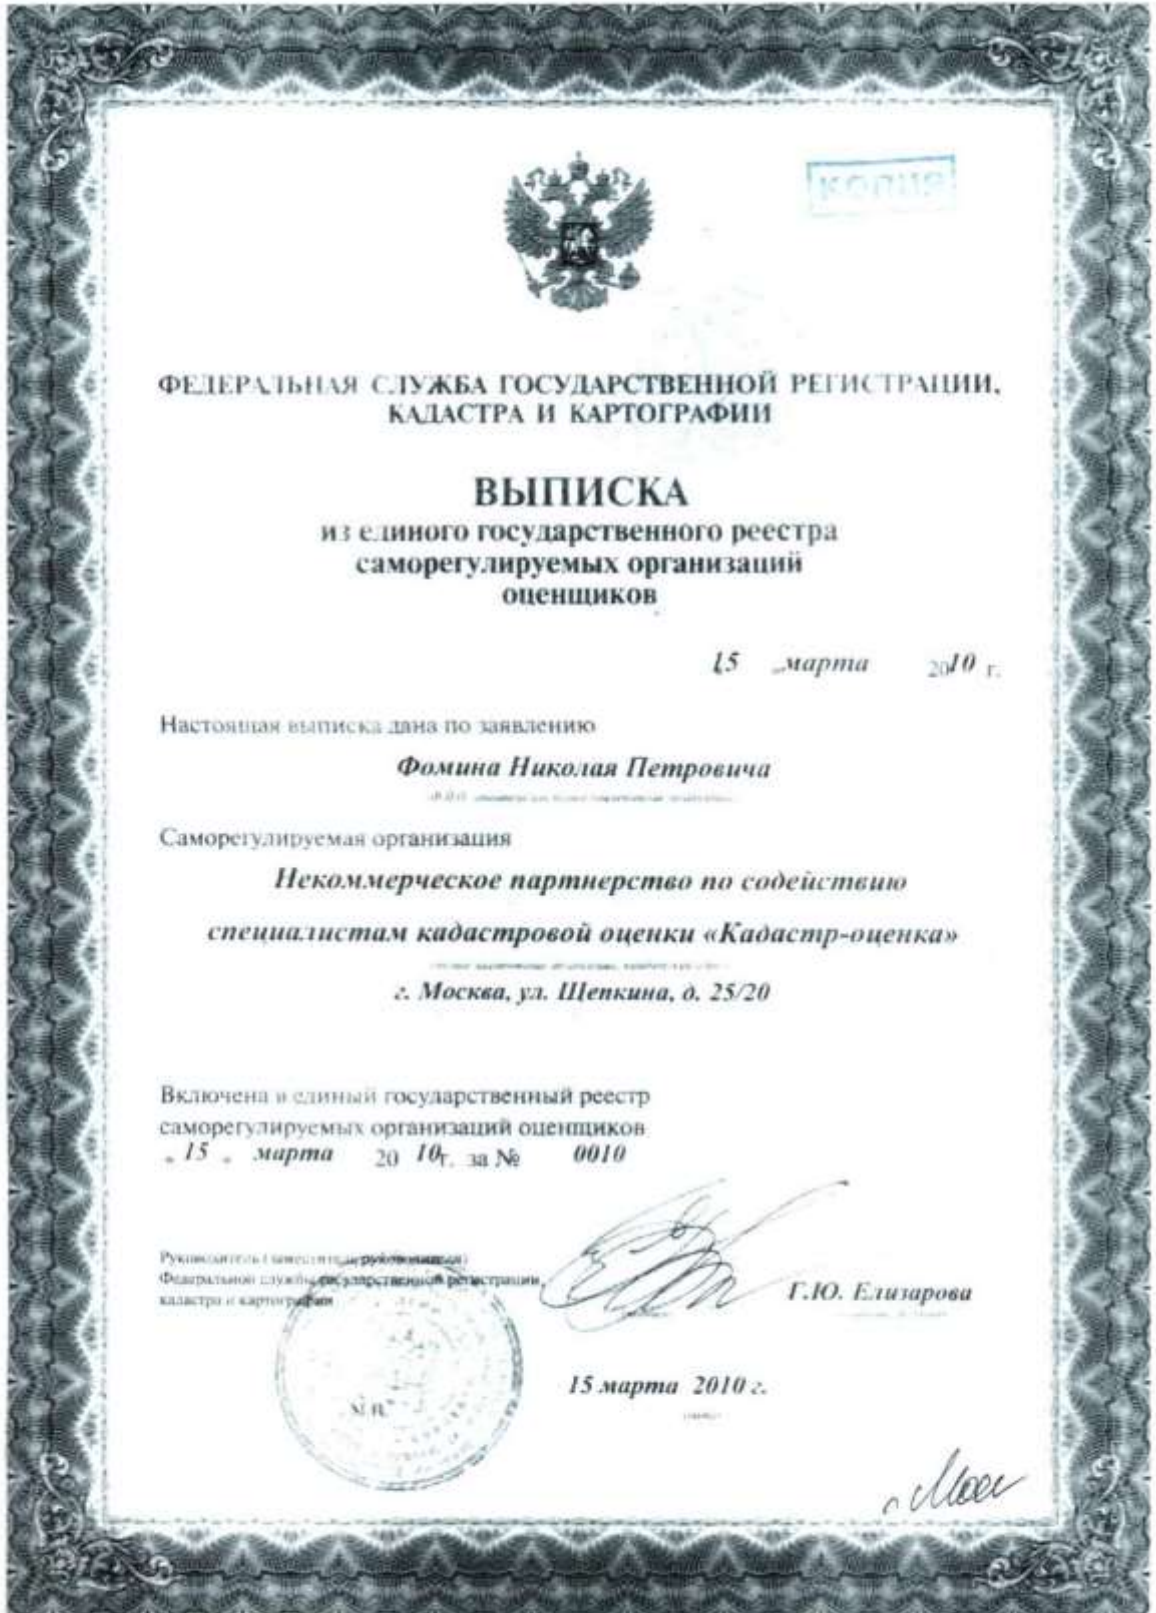 КОПИЯ
ФЕДЕРАЛЬНАЯ СЛУЖБА ГОСУДАРСТВЕННОЙ РЕГИСТРАЦИИ,
КАДАСТРА И КАРТОГРАФИИ
ВЫПИСКА
из единого государственного реестра
саморегулируемых организаций
оценщиков
15 „ марта 2010 г.
Настоящая выписка дана по заявлению
Фомина Николая Петровича
Саморегулируемая организация
Некоммерческое партнерство по содействию
специалистам кадастровой оценки «Кадастр-оценка»
г. Москва, ул. Щепкина, д. 25/20
Включена в единый государственный реестр
саморегулируемых организаций оценщиков
„ 15 „ марта 20 10г. за № 0010
Руководитель (заместитель руководителя)
Федеральной службы государственной регистрации,
кадастра и картографии
Г.Ю. Елизарова
М.П.
15 марта 2010 г.